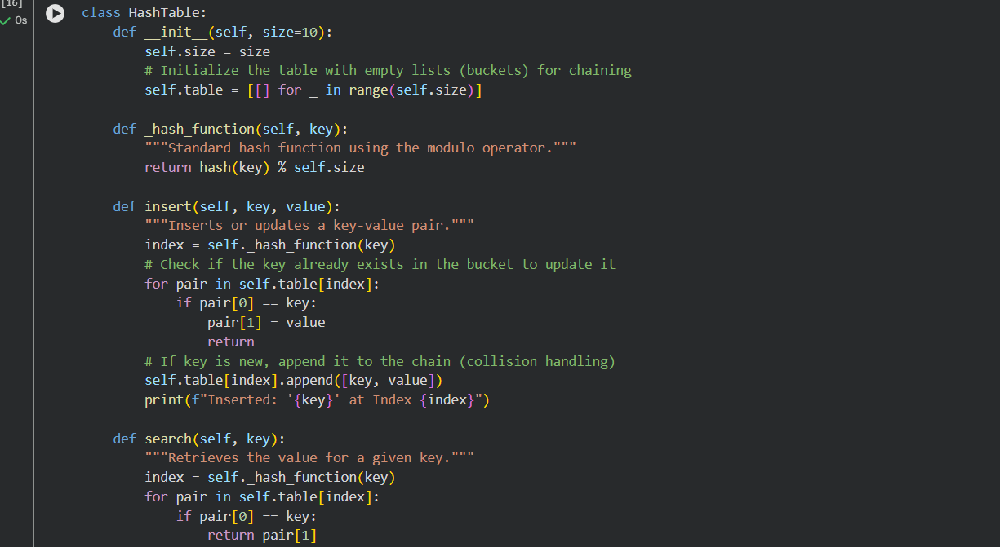 [16]
0s
class HashTable:
    def __init__(self, size=10):
        self.size = size
        # Initialize the table with empty lists (buckets) for chaining
        self.table = [[] for _ in range(self.size)]

    def _hash_function(self, key):
        """Standard hash function using the modulo operator."""
        return hash(key) % self.size

    def insert(self, key, value):
        """Inserts or updates a key-value pair."""
        index = self._hash_function(key)
        # Check if the key already exists in the bucket to update it
        for pair in self.table[index]:
            if pair[0] == key:
                pair[1] = value
                return
        # If key is new, append it to the chain (collision handling)
        self.table[index].append([key, value])
        print(f"Inserted: '{key}' at Index {index}")

    def search(self, key):
        """Retrieves the value for a given key."""
        index = self._hash_function(key)
        for pair in self.table[index]:
            if pair[0] == key:
                return pair[1]